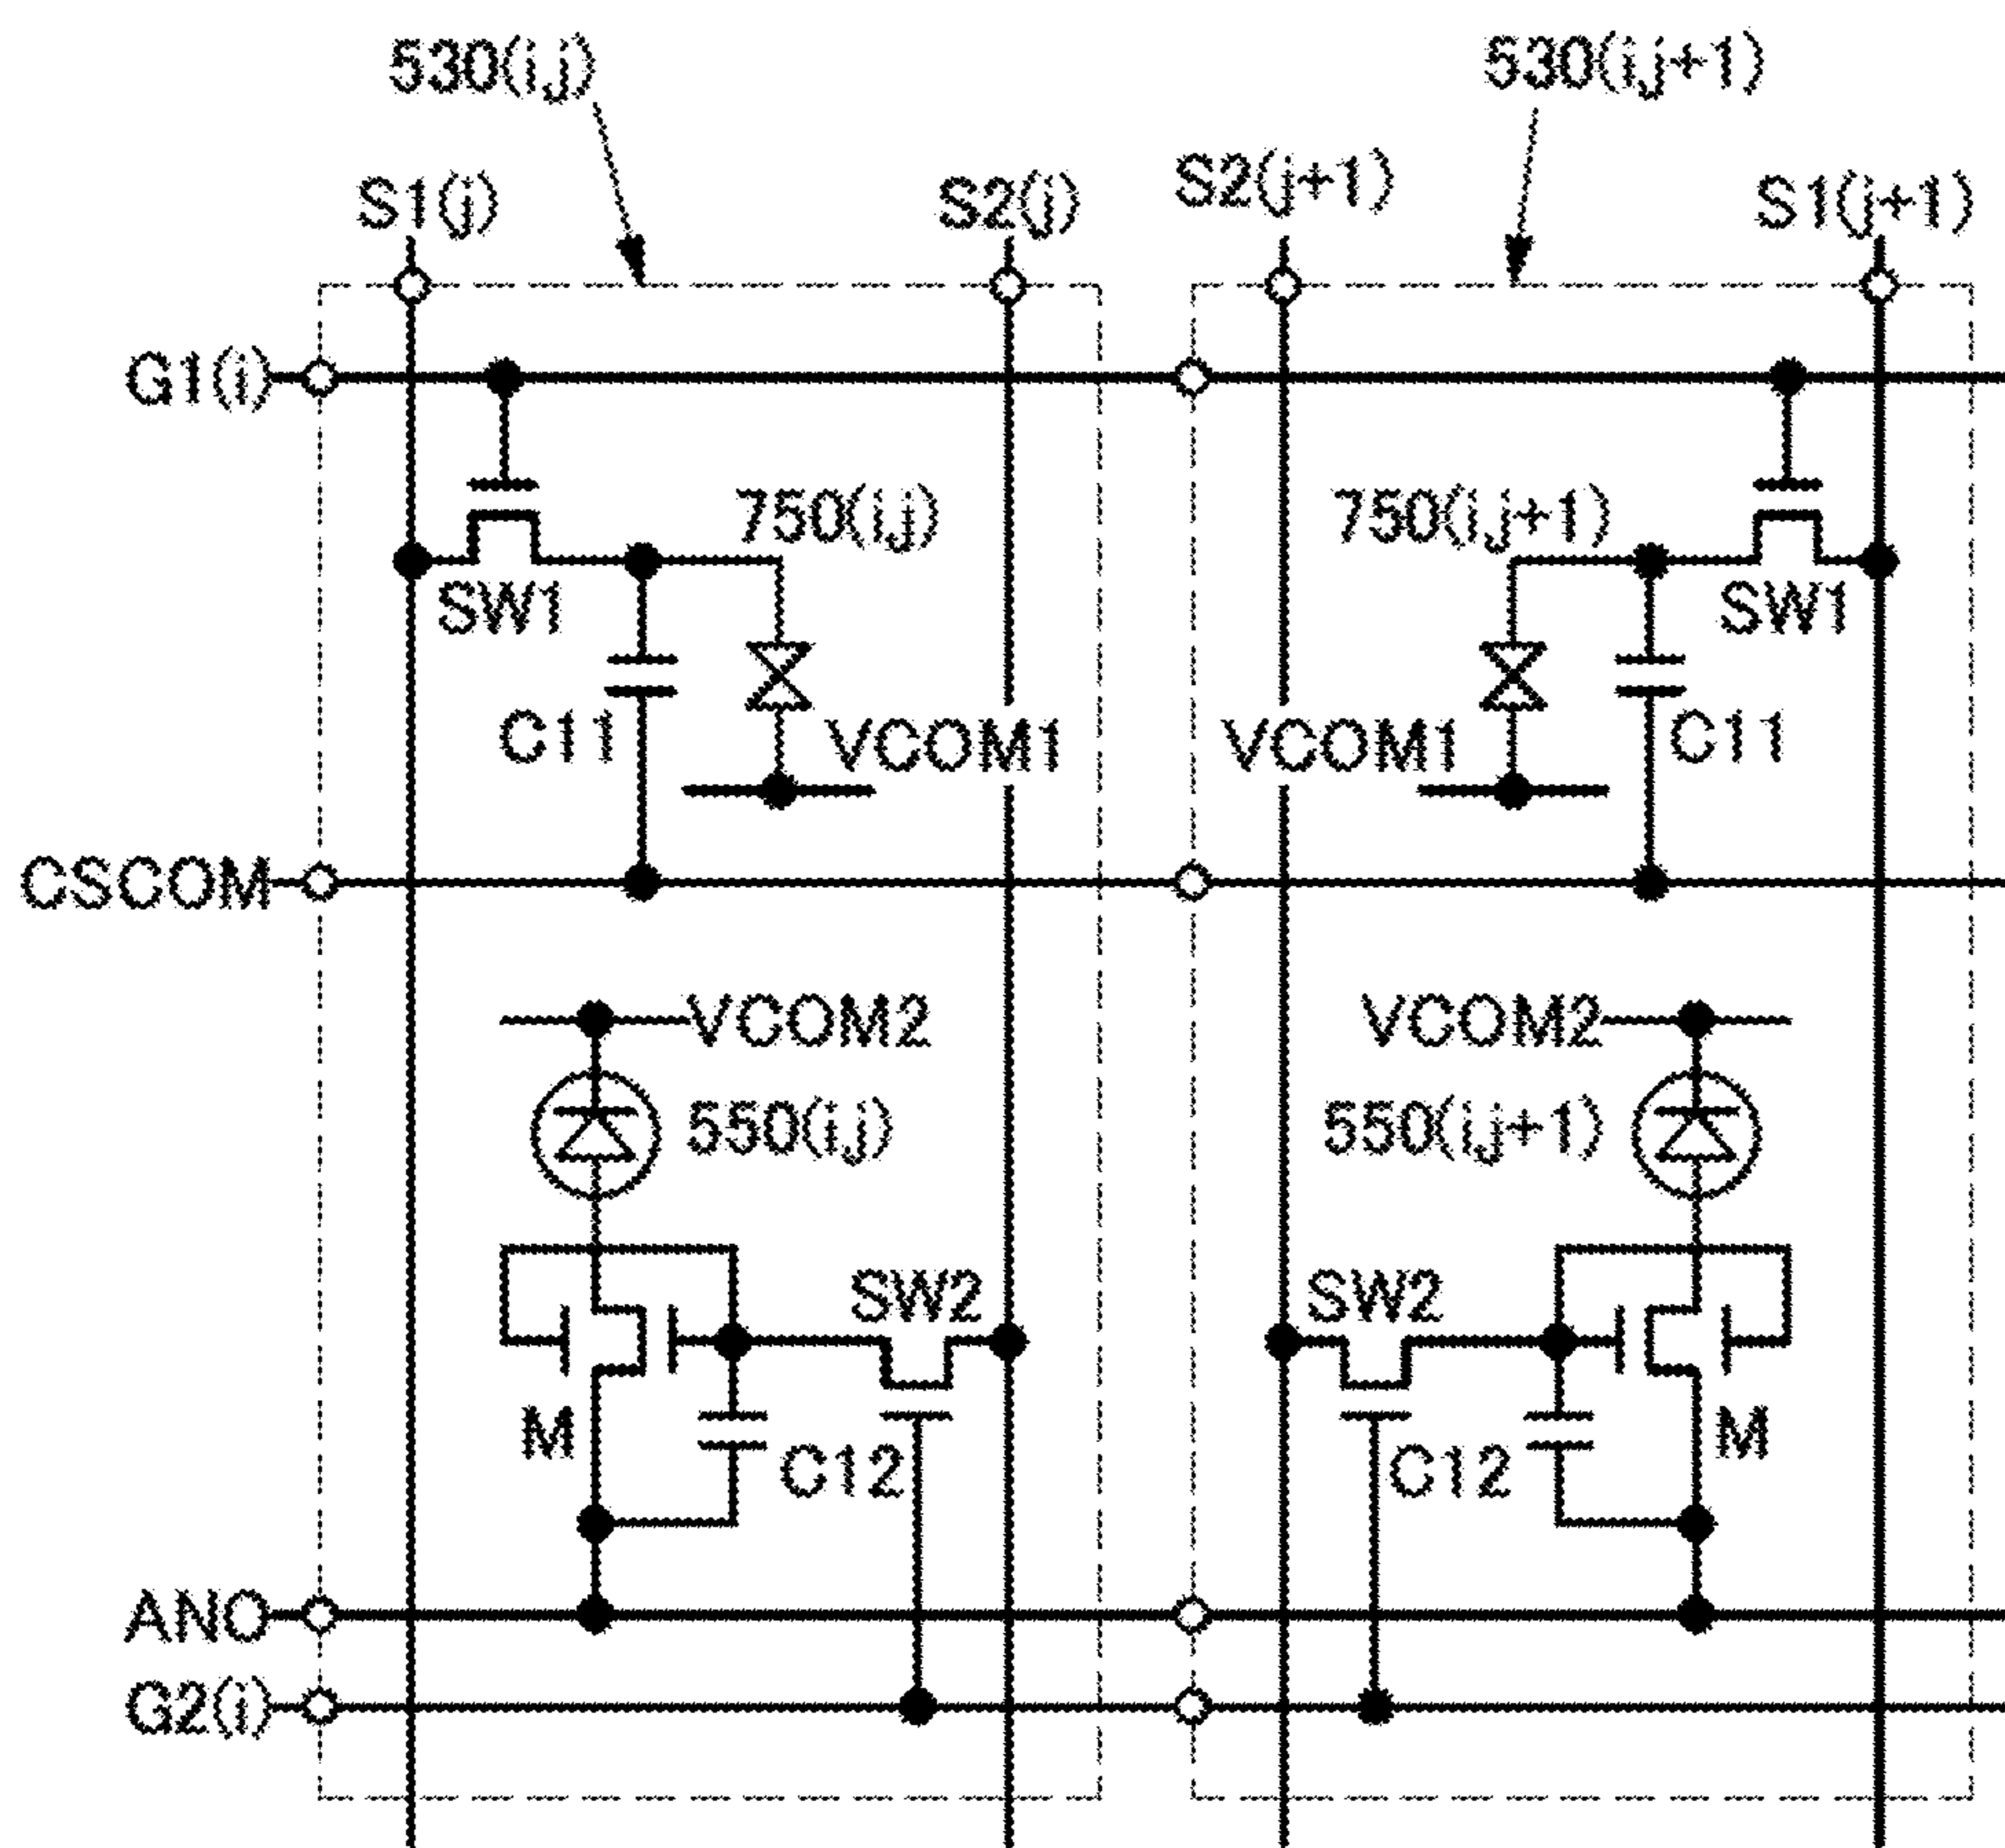 530(i,j)
530(i,j+1)
S1(j)
S2(j)
S2(j+1)
S1(j+1)
G1(i)
750(i,j)
750(i,j+1)
SW1
SW1
C11
VCOM1
VCOM1
C11
CSCOM
VCOM2
VCOM2
550(i,j)
550(i,j+1)
SW2
SW2
M
C12
C12
M
ANO
G2(i)